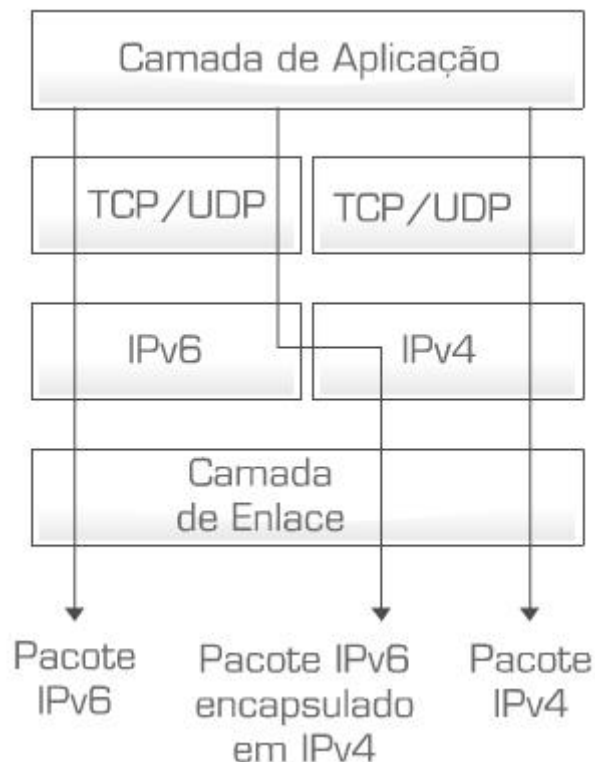 Camada de Aplicação
TCP/UDP
TCP/UDP
IPv6
IPv4
Camada
de Enlace
Pacote
IPv6
Pacote IPv6
encapsulado
em IPv4
Pacote
IPv4